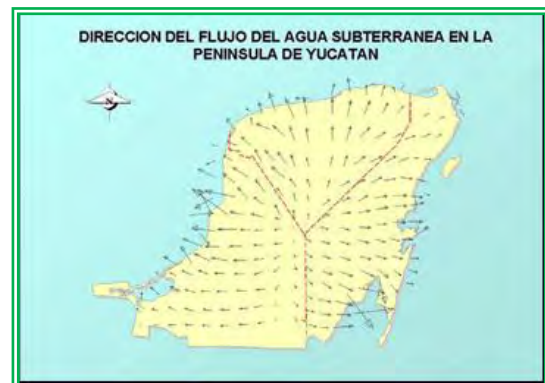 DIRECCION DEL FLUJO DEL AGUA SUBTERRANEA EN LA
PENINSULA DE YUCATAN
N